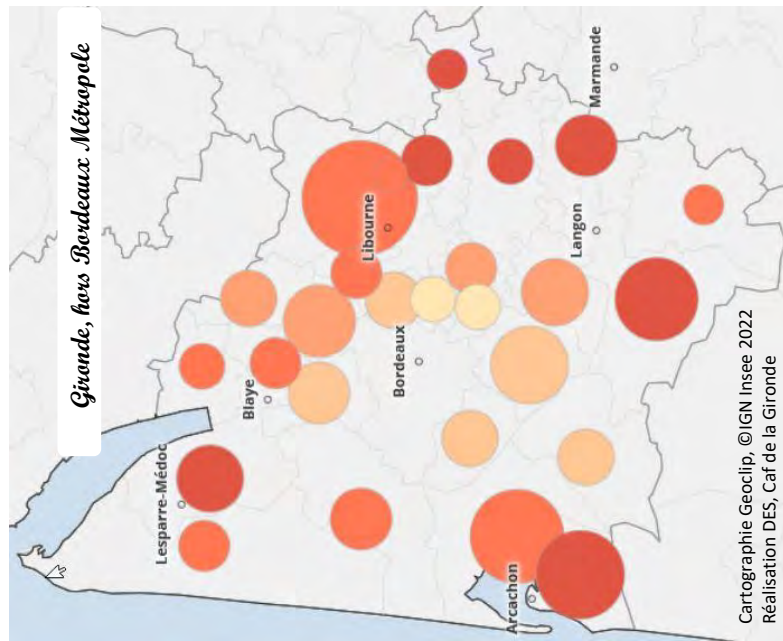 Gironde, hors Bordeaux Métropole
Lesparre-Médoc
Blaye
Libourne
Bordeaux
Arcachon
Langon
Marmande
Cartographie Geoclip, ©IGN Insee 2022
Réalisation DES, Caf de la Gironde